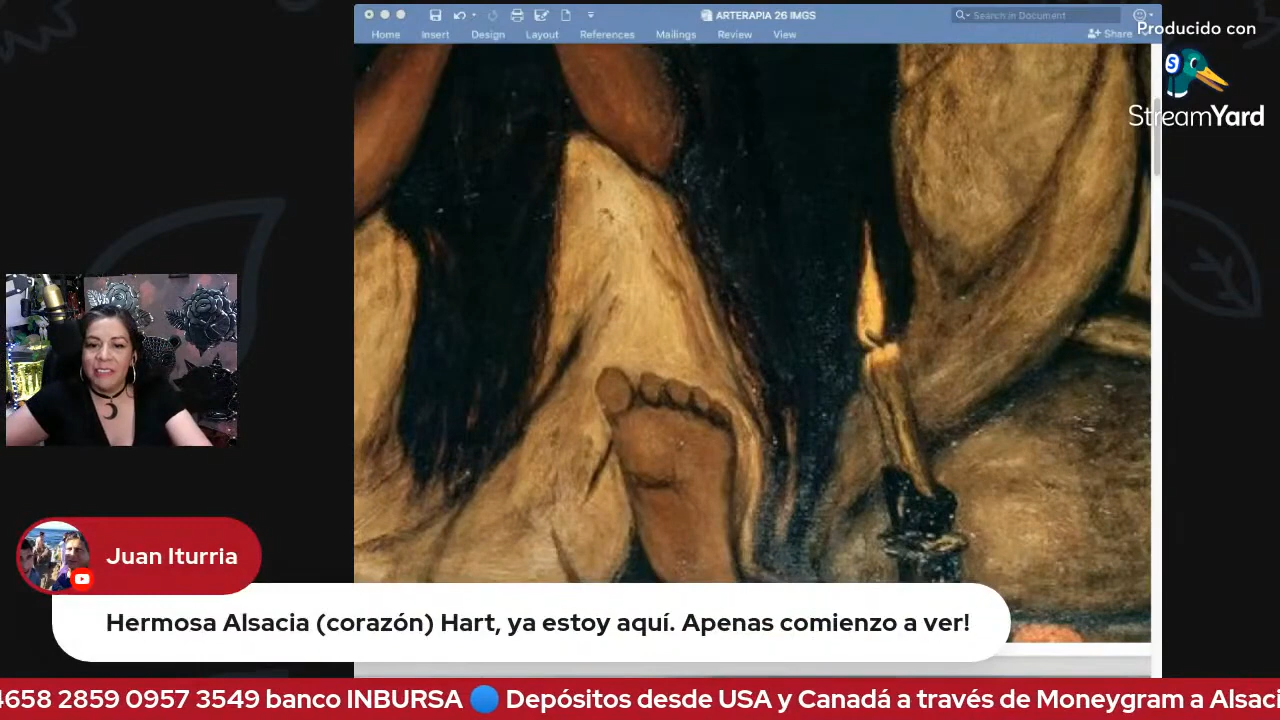 ARTERAPIA 26 IMGS
Search in Document
Home Insert Design Layout References Mailings Review View
Share
Producido con
S
StreamYard
Juan Iturria
Hermosa Alsacia (corazón) Hart, ya estoy aquí. Apenas comienzo a ver!
4658 2859 0957 3549 banco INBURSA 🔵 Depósitos desde USA y Canadá a través de Moneygram a Alsaci